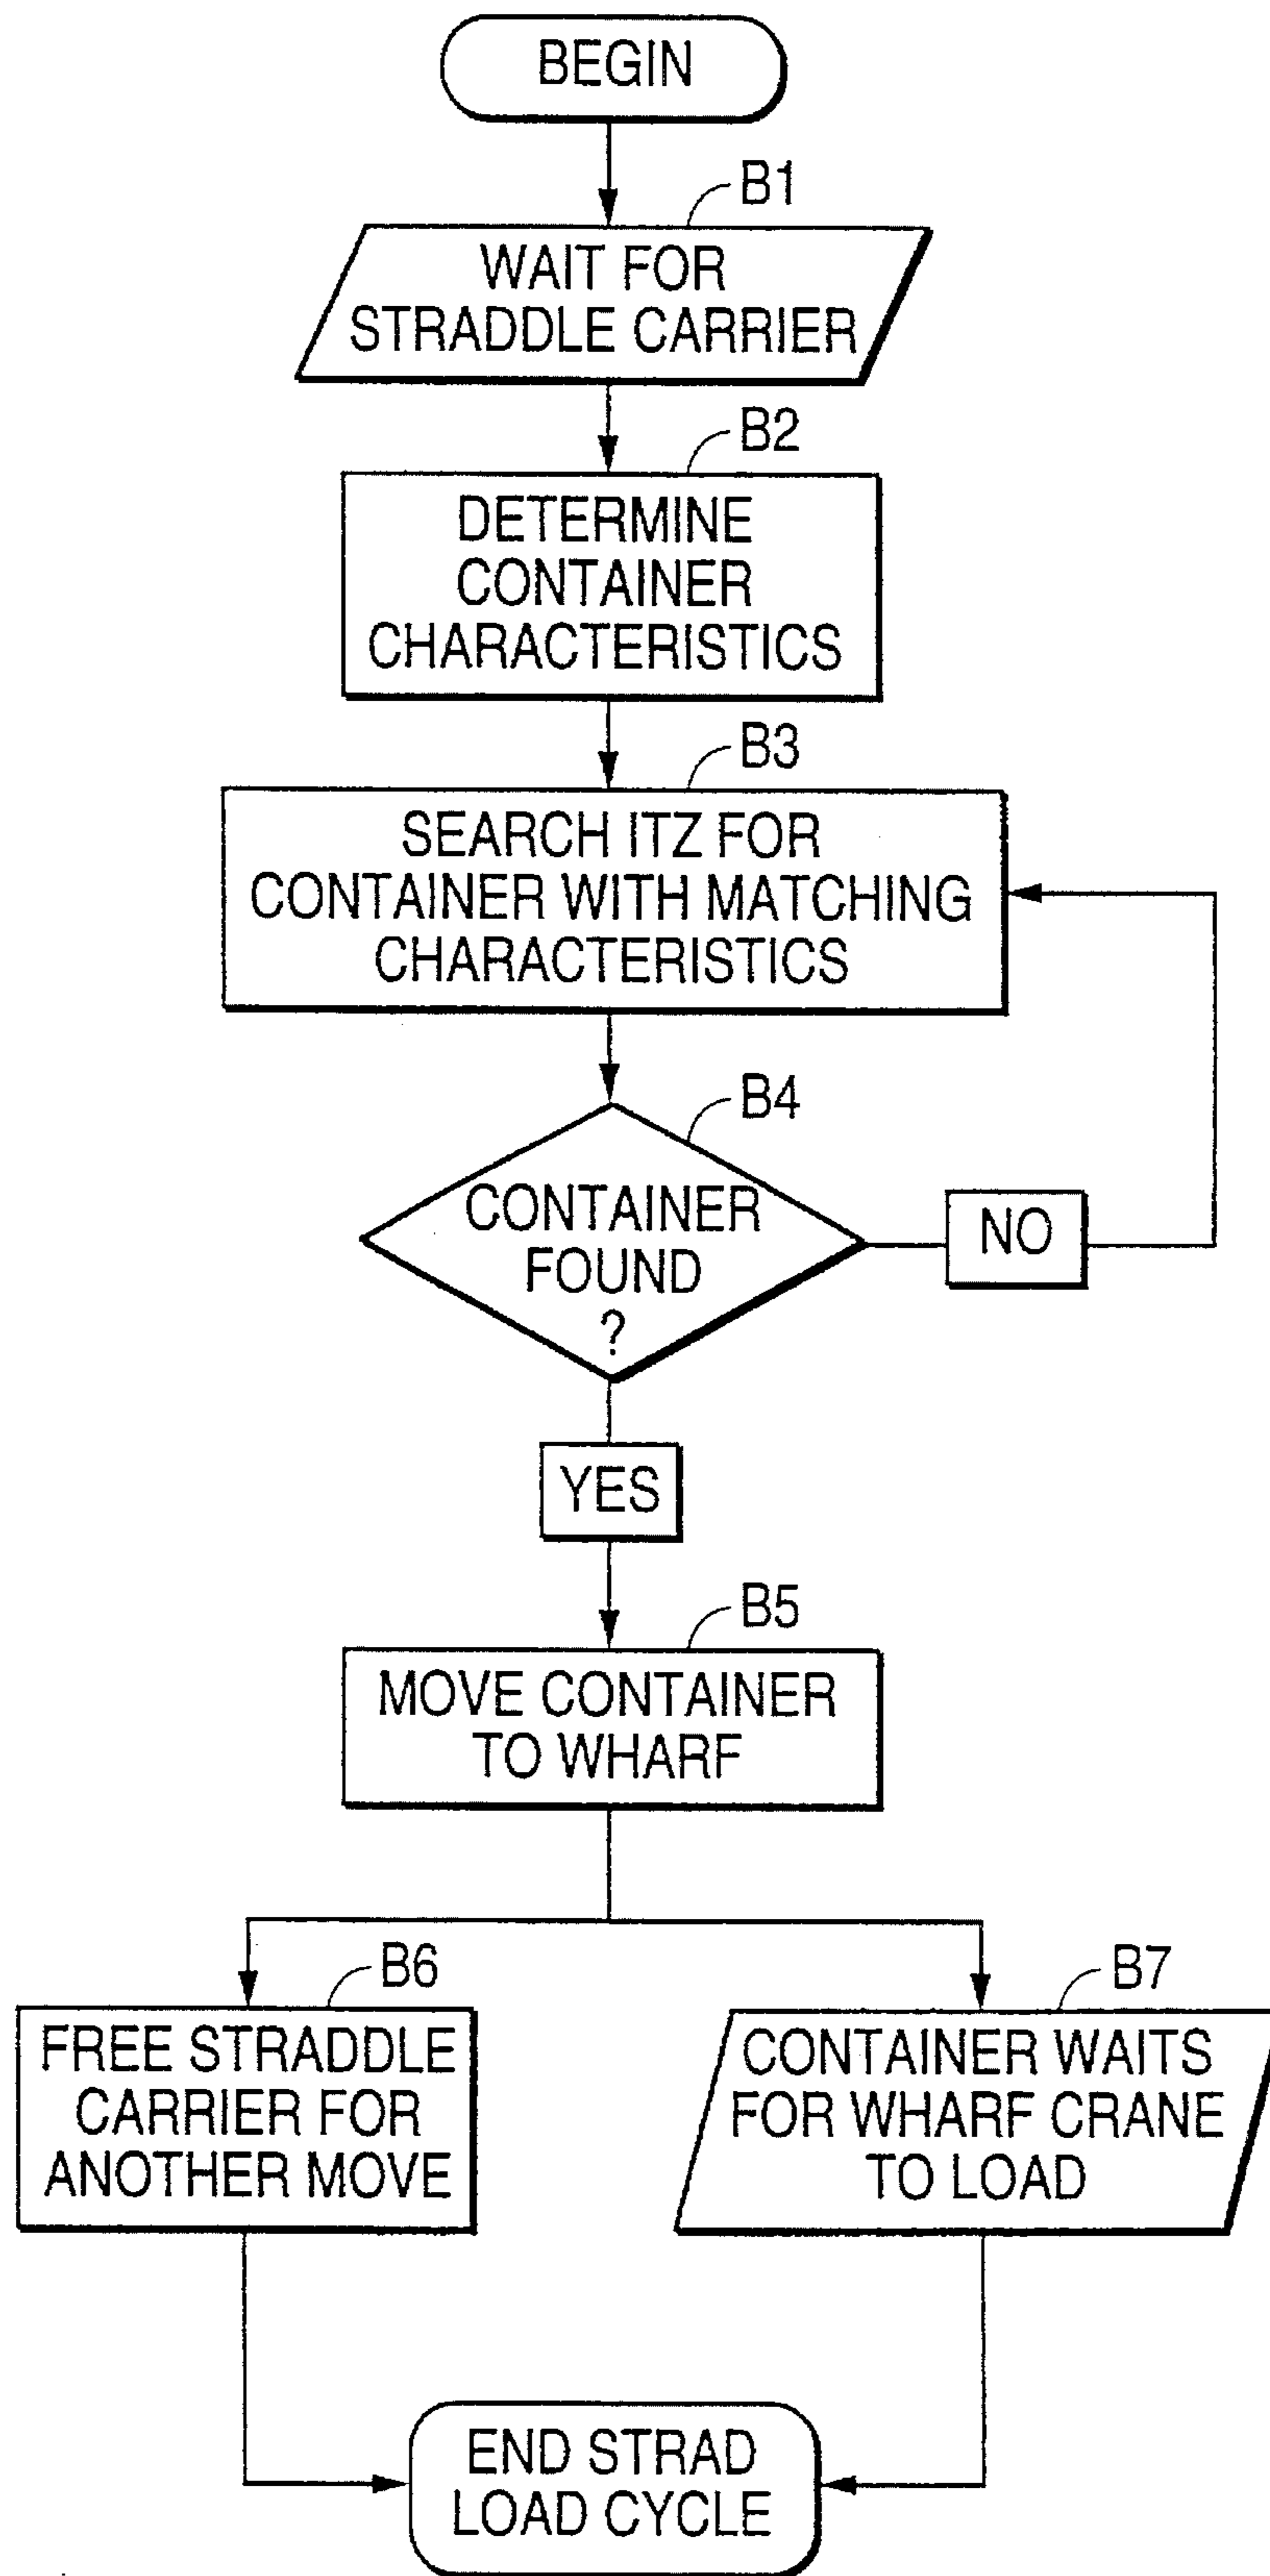 BEGIN
B1
WAIT FOR
STRADDLE CARRIER
B2
DETERMINE
CONTAINER
CHARACTERISTICS
B3
SEARCH ITZ FOR
CONTAINER WITH MATCHING
CHARACTERISTICS
B4
CONTAINER
FOUND
?
NO
YES
B5
MOVE CONTAINER
TO WHARF
B6
FREE STRADDLE
CARRIER FOR
ANOTHER MOVE
B7
CONTAINER WAITS
FOR WHARF CRANE
TO LOAD
END STRAD
LOAD CYCLE